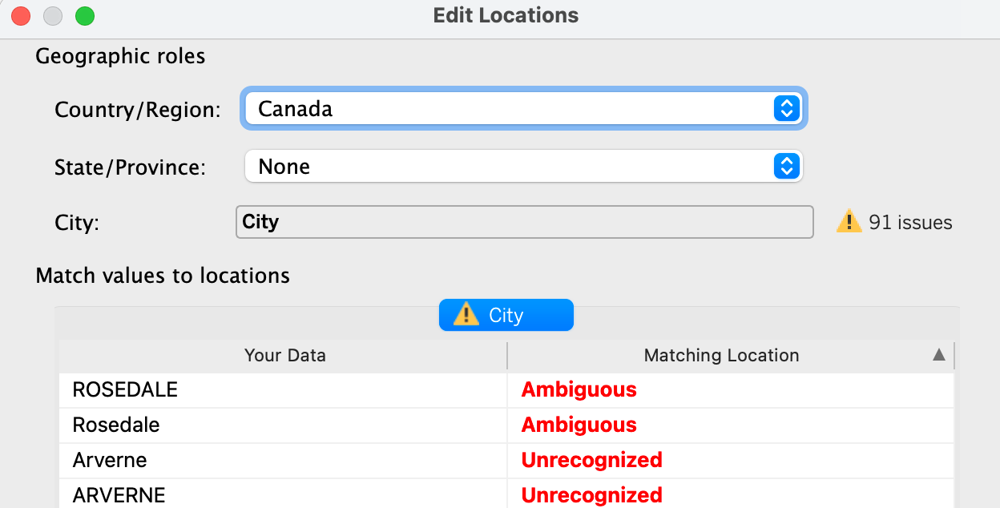 Edit Locations
Geographic roles
Country/Region: Canada
State/Province: None
City: City 91 issues
Match values to locations
City
Your Data Matching Location
ROSEDALE Ambiguous
Rosedale Ambiguous
Arverne Unrecognized
ARVERNE Unrecognized